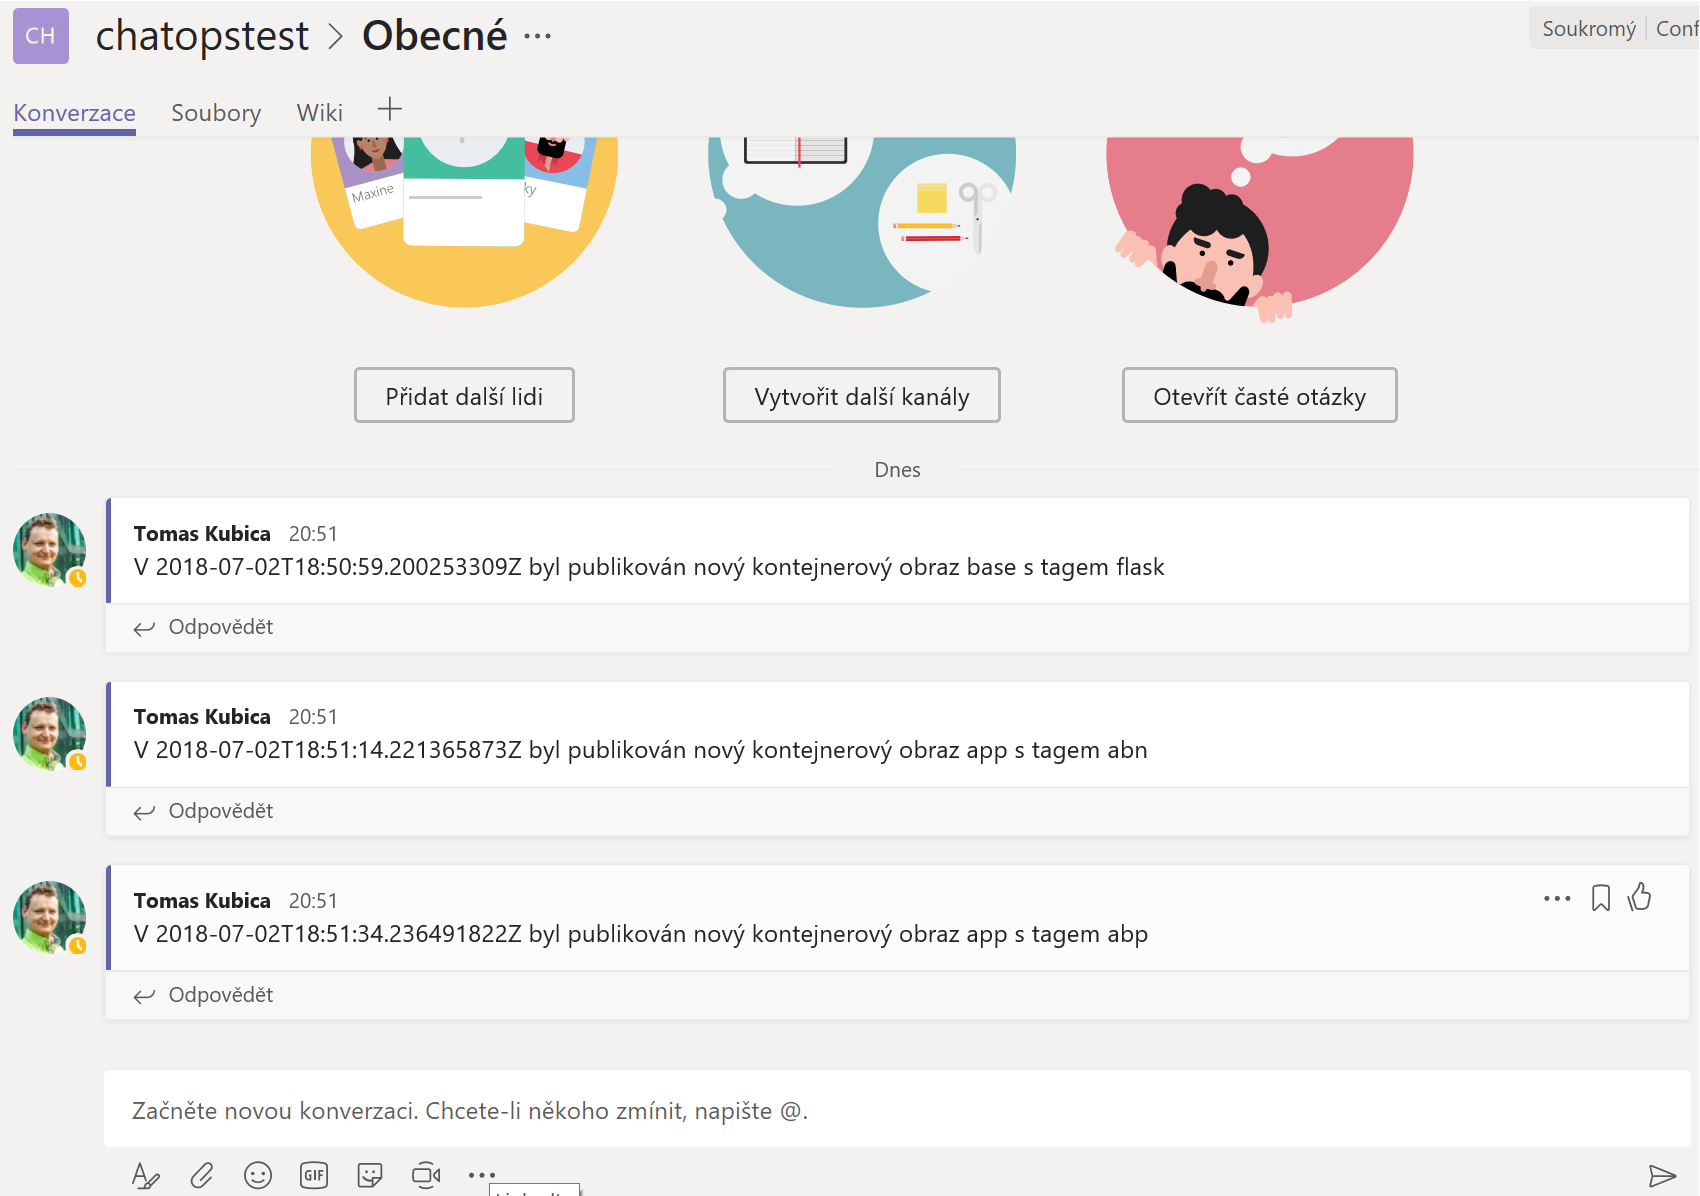 CH chatopstest > Obecné ...
Soukromý Conf
Konverzace Soubory Wiki +
Maxine ky
Přidat další lidi Vytvořit další kanály Otevřít časté otázky
Dnes
Tomas Kubica 20:51
V 2018-07-02T18:50:59.200253309Z byl publikován nový kontejnerový obraz base s tagem flask
Odpovědět
Tomas Kubica 20:51
V 2018-07-02T18:51:14.221365873Z byl publikován nový kontejnerový obraz app s tagem abn
Odpovědět
Tomas Kubica 20:51
V 2018-07-02T18:51:34.236491822Z byl publikován nový kontejnerový obraz app s tagem abp
Odpovědět
Začněte novou konverzaci. Chcete-li někoho zmínit, napište @.
GIF